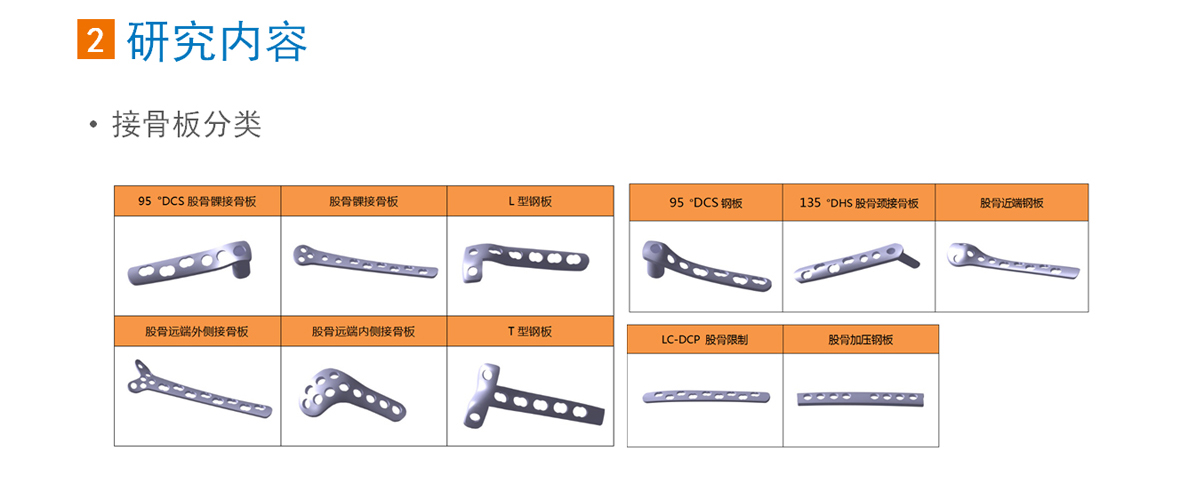 2 研究内容
• 接骨板分类
95 °DCS 股骨髁接骨板
股骨髁接骨板
L 型钢板
股骨远端外侧接骨板
股骨远端内侧接骨板
T 型钢板
95 °DCS 钢板
135 °DHS 股骨颈接骨板
股骨近端钢板
LC-DCP 股骨限制
股骨加压钢板